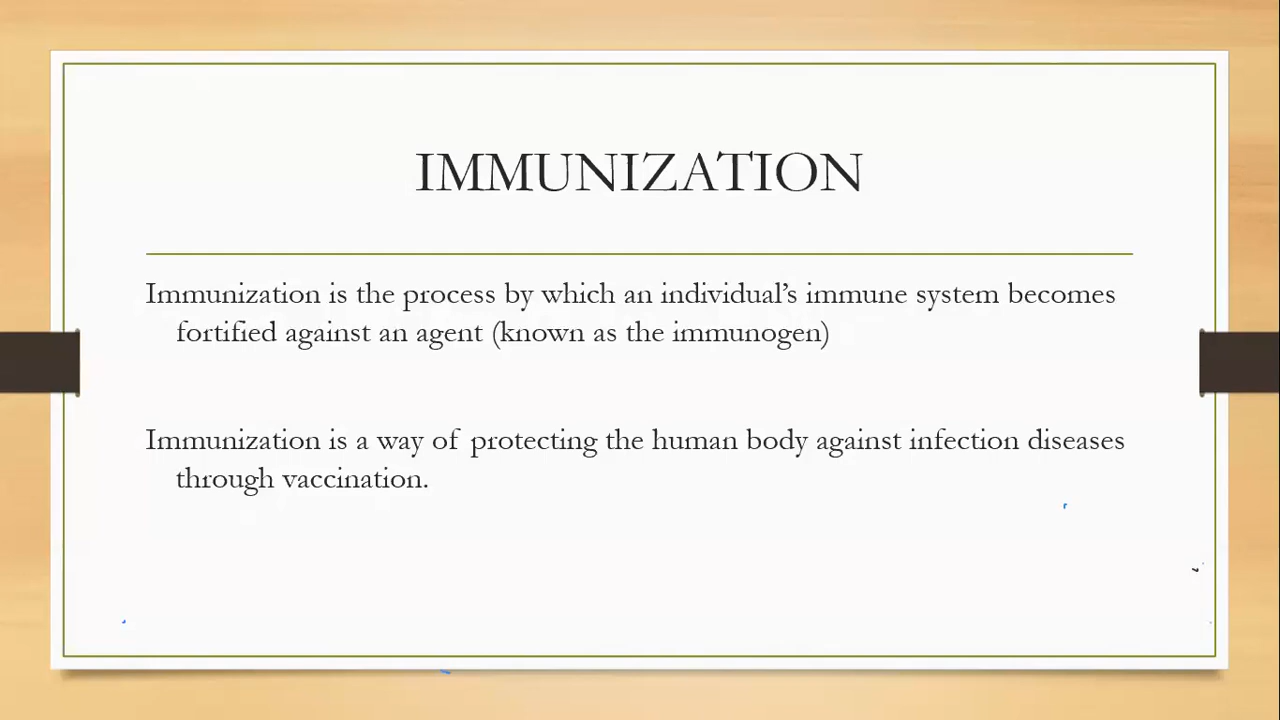 IMMUNIZATION
Immunization is the process by which an individual’s immune system becomes
fortified against an agent (known as the immunogen)
Immunization is a way of protecting the human body against infection diseases
through vaccination.